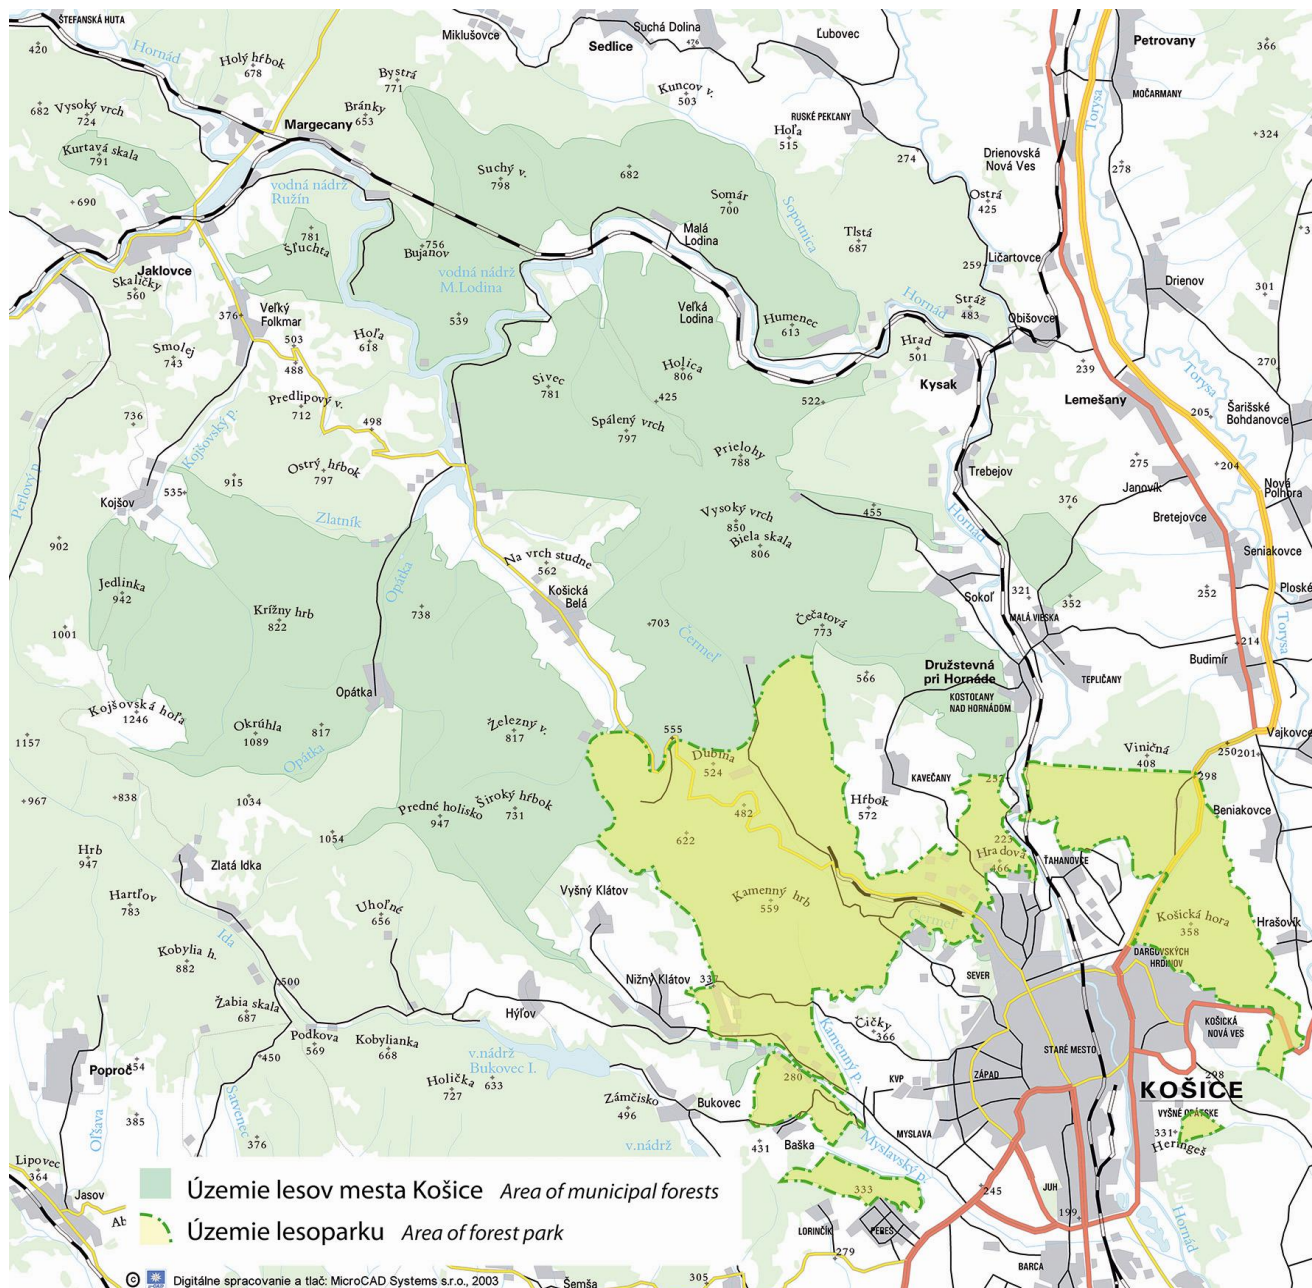 ŠTEFANSKÁ HUTA
420
Hornád
Holý hŕbok
678
Bystrá
771
Miklušovce
Sedlice
Suchá Dolina
476
Ľubovec
Petrovany
366
682
Vysoký vrch
724
Bránky
653
Margecany
Kuncov v.
503
RUSKÉ PEKĽANY
Hoľa
515
MOČARMANY
Torysa
324
Kurtavá skala
791
690
vodná nádrž
Ružín
Suchý v.
798
682
Somár
700
Sopotnica
274
Drienovská
Nová Ves
278
Ostrá
425
781
Šľuchta
756
Bujanov
Malá
Lodina
Tlstá
687
259
Ličartovce
Jaklovce
Skaličky
560
vodná nádrž
M.Lodina
Drienov
301
376
Veľký
Folkmar
503
488
Hoľa
618
539
Veľká
Lodina
Humenec
613
Hornád
Stráž
483
Obišovce
Smolej
743
Hrad
501
Kysak
239
Torysa
270
Predlipový v.
712
Sivec
781
Holica
806
425
522
Lemešany
205
Šarišské
Bohdanovce
736
498
Spálený vrch
797
Prielohy
788
Kojšovský p.
Perlový p.
Ostrý hŕbok
797
915
535
Kojšov
Zlatník
Trebejov
275
Janovík
204
Nová
Polhora
376
Bretejovce
902
Vysoký vrch
850
Biela skala
806
455
Hornád
Seniakovce
Na vrch studne
562
Košická
Belá
Opátka
Jedlinka
942
Krížny hrb
822
738
703
Čermeľ
Čečatová
773
Sokoľ
321
MALÁ VIESKA
352
252
Ploské
1001
214
Torysa
Budimír
Opátka
Družstevná
pri Hornáde
KOSTOĽANY
NAD HORNÁDOM
TEPLIČANY
566
Kojšovská hoľa
1246
Okrúhla
1089
817
Opátka
Železný v.
817
555
Dubina
524
1157
Viničná
408
250
201
Vajkovce
298
KAVEČANY
257
967
838
1034
Predné holisko
947
Široký hŕbok
731
482
Hŕbok
572
Beniakovce
1054
622
223
Hradová
466
ŤAHANOVCE
Hrb
947
Zlatá Idka
Hartľov
783
Uhoľné
656
Vyšný Klátov
Kamenný hrb
559
Čermeľ
Košická hora
358
Hrašovík
Ida
Kobylia h.
882
500
Nižný Klátov
337
SEVER
DARGOVSKÝCH
HRDINOV
Žabia skala
687
Hýľov
Podkova
569
Kobylianka
668
Čičky
366
KOŠICKÁ
NOVÁ VES
STARÉ MESTO
450
v.nádrž
Bukovec I.
633
Kamenný p.
Poproč
454
Holička
727
280
KVP
ZÁPAD
298
KOŠICE
Satvenec
Oľšava
385
Zámčisko
496
Bukovec
VYŠNÉ OPÁTSKE
331
Heringeš
376
v.nádrž
431
Baška
MYSLAVA
Myslavský p.
Lipovec
364
Jasov
333
245
JUH
199
Hornád
Územie lesov mesta Košice Area of municipal forests
Územie lesoparku Area of forest park
LORINČÍK
PEREŠ
279
BARCA
© Digitálne spracovanie a tlač: MicroCAD Systems s.r.o., 2003
Šemša
305